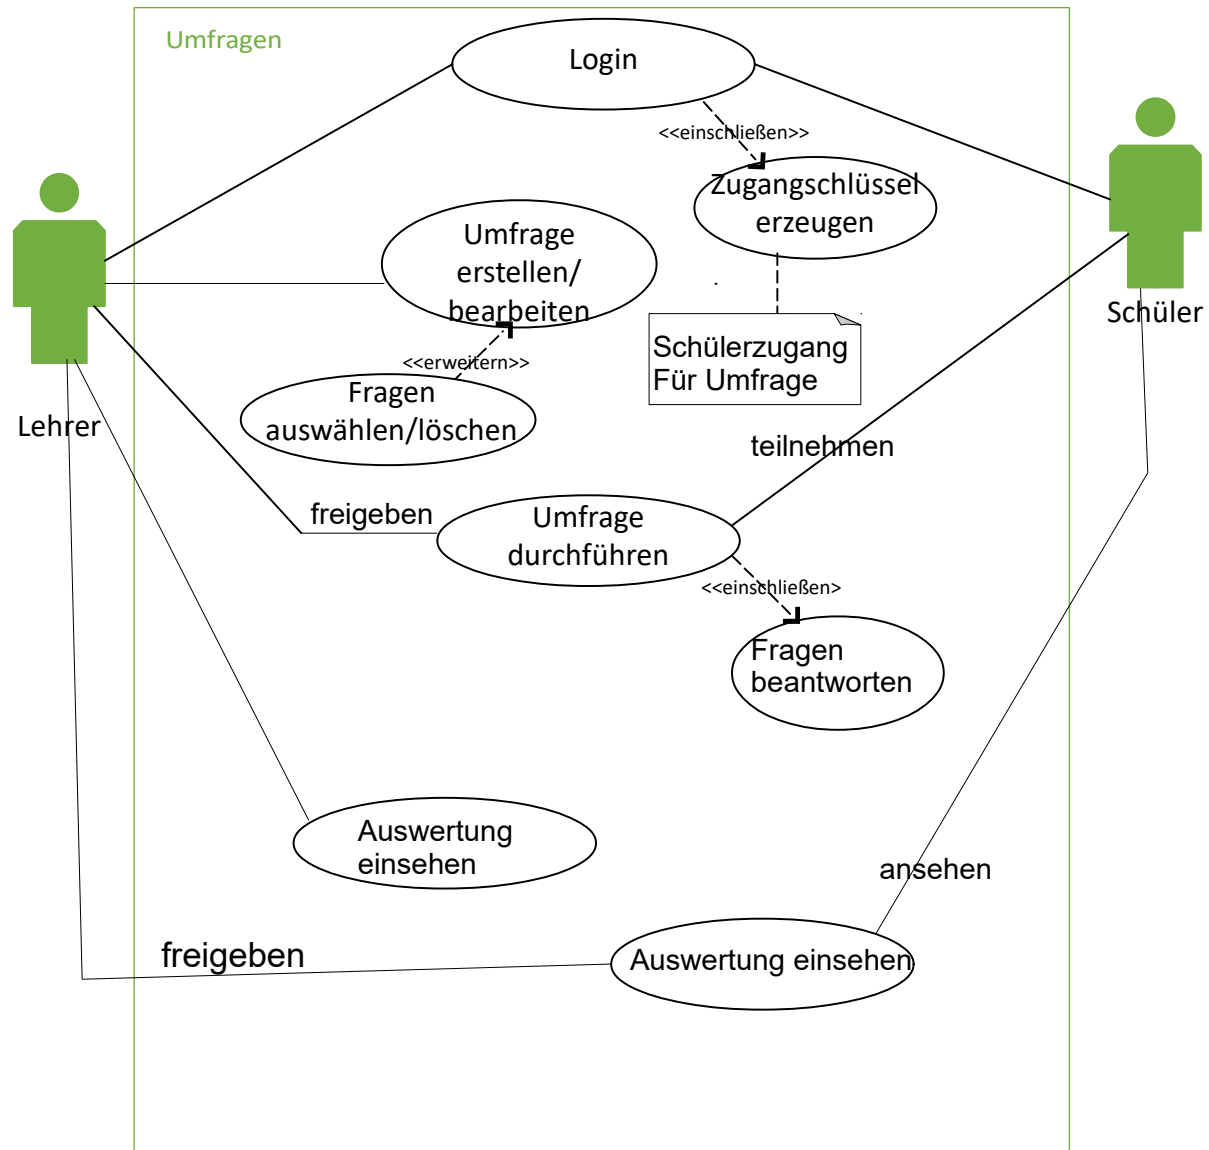 Umfragen
Login
<<einschließen>>
Zugangschlüssel
erzeugen
Umfrage
erstellen/
bearbeiten
Schüler
Schülerzugang
Für Umfrage
<<erweitern>>
Fragen
auswählen/löschen
Lehrer
teilnehmen
freigeben
Umfrage
durchführen
<<einschließen>
Fragen
beantworten
Auswertung
einsehen
ansehen
freigeben
Auswertung einsehen